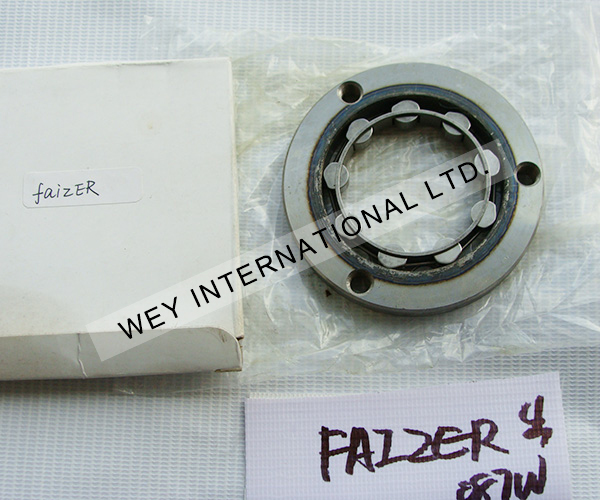 faizER
WEY INTERNATIONAL LTD.
FAIZER